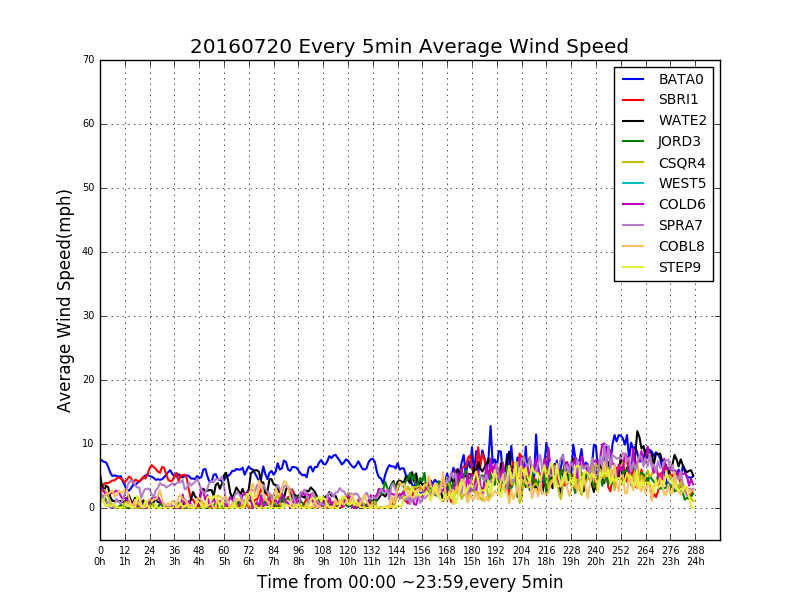 20160720 Every 5min Average Wind Speed
70
60
50
40
30
20
10
0
Average Wind Speed(mph)
BATA0
SBRI1
WATE2
JORD3
CSQR4
WEST5
COLD6
SPRA7
COBL8
STEP9
0 12 24 36 48 60 72 84 96 108 120 132 144 156 168 180 192 204 216 228 240 252 264 276 288
0h 1h 2h 3h 4h 5h 6h 7h 8h 9h 10h 11h 12h 13h 14h 15h 16h 17h 18h 19h 20h 21h 22h 23h 24h
Time from 00:00 ~23:59,every 5min